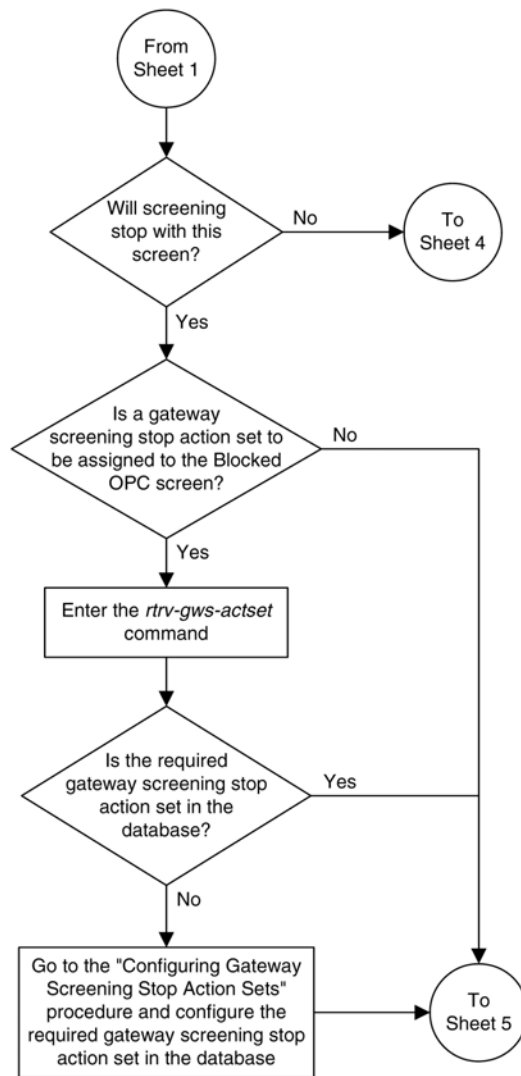 From
Sheet 1
Will screening
stop with this
screen?
No
To
Sheet 4
Yes
Is a gateway
screening stop action set to
be assigned to the Blocked
OPC screen?
No
Yes
Enter the rtrv-gws-actset
command
Is the required
gateway screening stop
action set in the
database?
Yes
No
Go to the "Configuring Gateway
Screening Stop Action Sets"
procedure and configure the
required gateway screening stop
action set in the database
To
Sheet 5